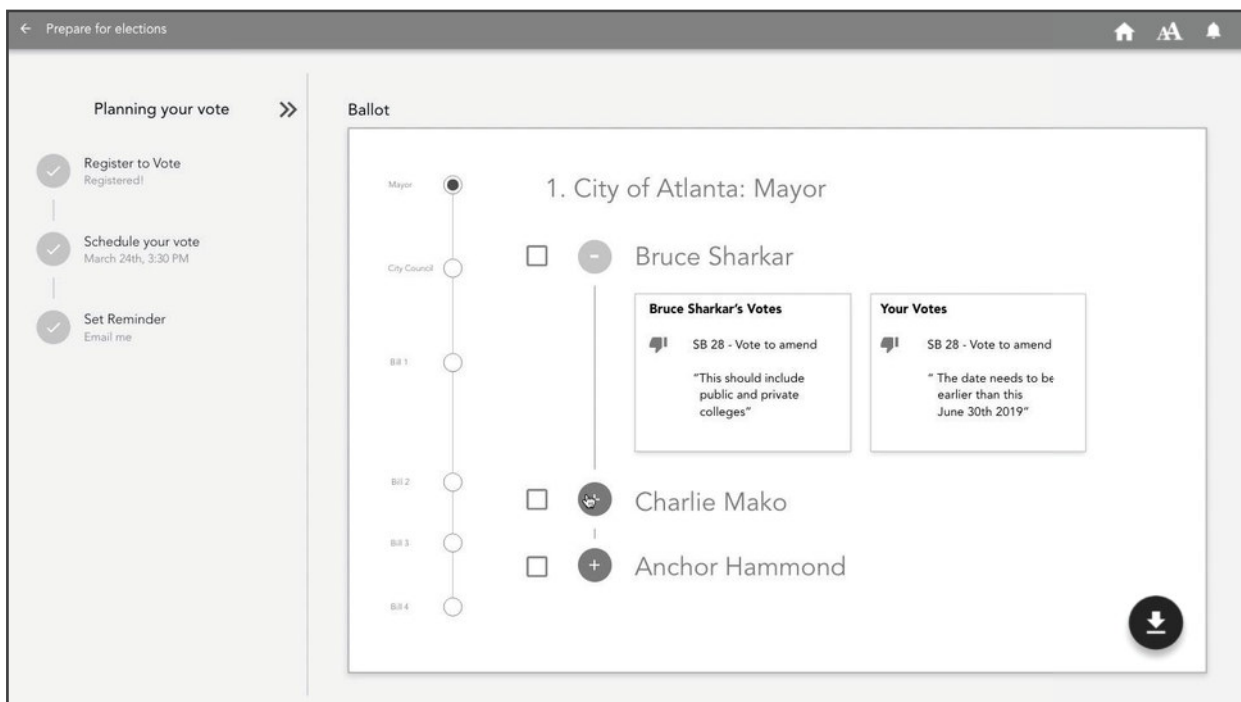 Prepare for elections
AA
Planning your vote
Register to Vote
Registered!
Schedule your vote
March 24th, 3:30 PM
Set Reminder
Email me
Ballot
Mayor
City Council
Bill 1
Bill 2
Bill 3
Bill 4
1. City of Atlanta: Mayor
Bruce Sharkar
Bruce Sharkar's Votes
SB 28 - Vote to amend
"This should include
public and private
colleges"
Your Votes
SB 28 - Vote to amend
" The date needs to be
earlier than this
June 30th 2019"
Charlie Mako
Anchor Hammond